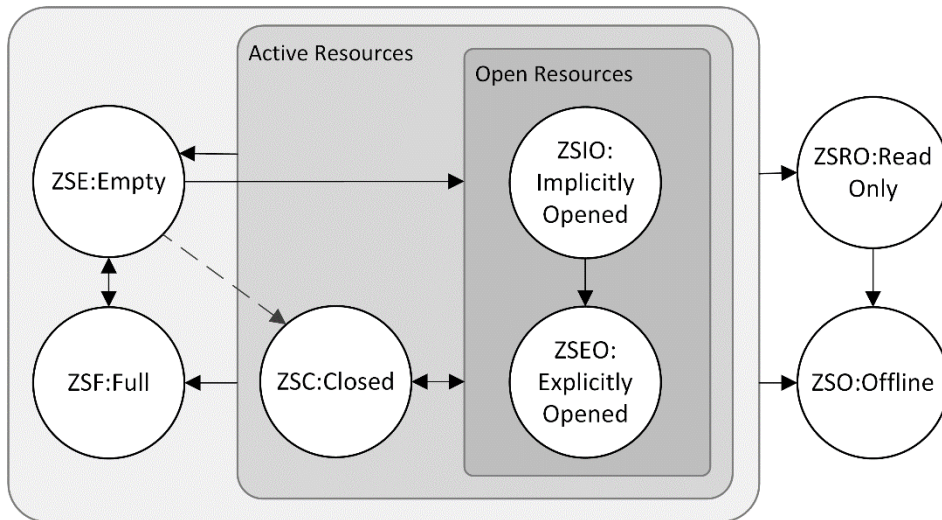 Active Resources
Open Resources
ZSE:Empty
ZSIO:
Implicitly
Opened
ZSRO:Read
Only
ZSF:Full
ZSC:Closed
ZSEO:
Explicitly
Opened
ZSO:Offline